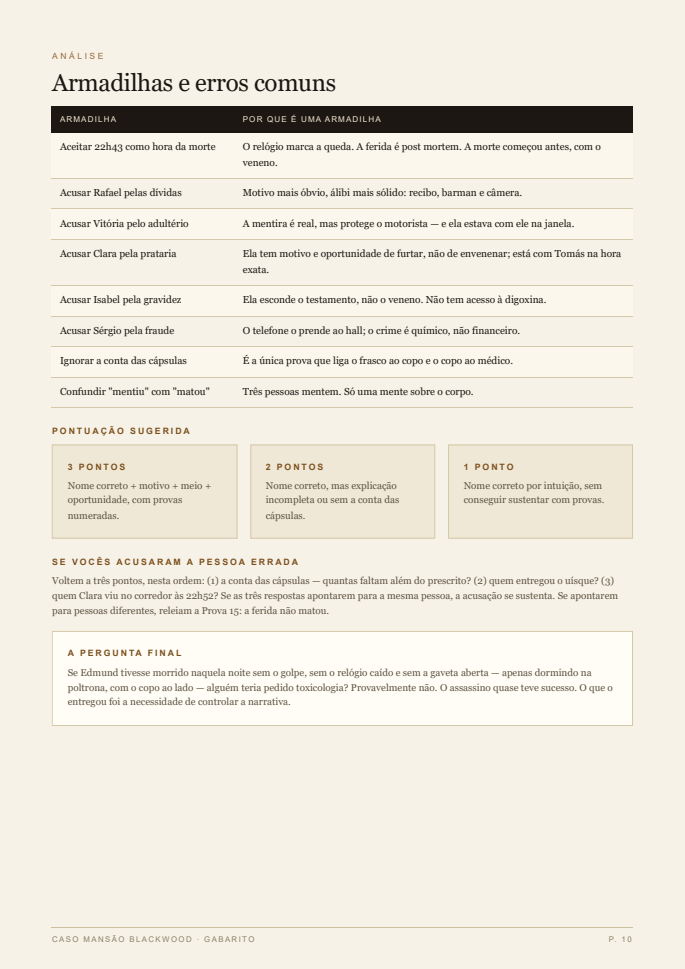 ANÁLISE
Armadilhas e erros comuns
ARMADILHA POR QUE É UMA ARMADILHA
Aceitar 22h43 como hora da morte O relógio marca a queda. A ferida é post mortem. A morte começou antes, com o
veneno.
Acusar Rafael pelas dívidas Motivo mais óbvio, álibi mais sólido: recibo, barman e câmera.
Acusar Vitória pelo adultério A mentira é real, mas protege o motorista — e ela estava com ele na janela.
Acusar Clara pela prataria Ela tem motivo e oportunidade de furtar, não de envenenar; está com Tomás na hora
exata.
Acusar Isabel pela gravidez Ela esconde o testamento, não o veneno. Não tem acesso à digoxina.
Acusar Sérgio pela fraude O telefone o prende ao hall; o crime é químico, não financeiro.
Ignorar a conta das cápsulas É a única prova que liga o frasco ao copo e o copo ao médico.
Confundir "mentiu" com "matou" Três pessoas mentem. Só uma mente sobre o corpo.
PONTUAÇÃO SUGERIDA
3 PONTOS
Nome correto + motivo + meio +
oportunidade, com provas
numeradas.
2 PONTOS
Nome correto, mas explicação
incompleta ou sem a conta das
cápsulas.
1 PONTO
Nome correto por intuição, sem
conseguir sustentar com provas.
SE VOCÊS ACUSARAM A PESSOA ERRADA
Voltem a três pontos, nesta ordem: (1) a conta das cápsulas — quantas faltam além do prescrito? (2) quem entregou o uísque? (3)
quem Clara viu no corredor às 22h52? Se as três respostas apontarem para a mesma pessoa, a acusação se sustenta. Se apontarem
para pessoas diferentes, releiam a Prova 15: a ferida não matou.
A PERGUNTA FINAL
Se Edmund tivesse morrido naquela noite sem o golpe, sem o relógio caído e sem a gaveta aberta — apenas dormindo na
poltrona, com o copo ao lado — alguém teria pedido toxicologia? Provavelmente não. O assassino quase teve sucesso. O que o
entregou foi a necessidade de controlar a narrativa.
CASO MANSÃO BLACKWOOD · GABARITO P. 10